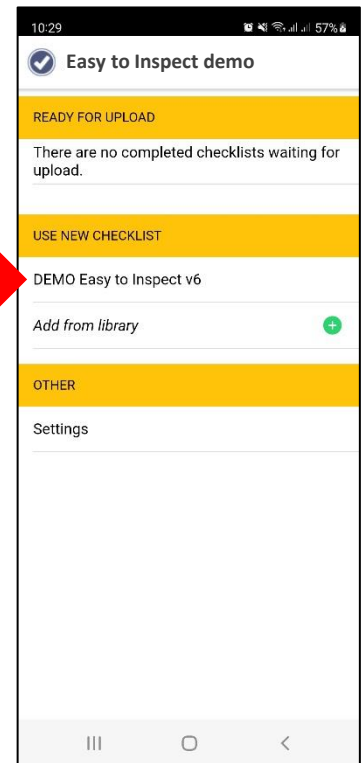 10:29 57%
Easy to Inspect demo
READY FOR UPLOAD
There are no completed checklists waiting for
upload.
USE NEW CHECKLIST
DEMO Easy to Inspect v6
Add from library
OTHER
Settings